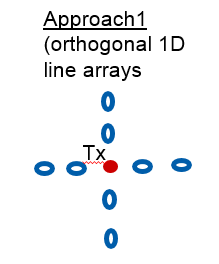 Approach1
(orthogonal 1D
line arrays
Tx